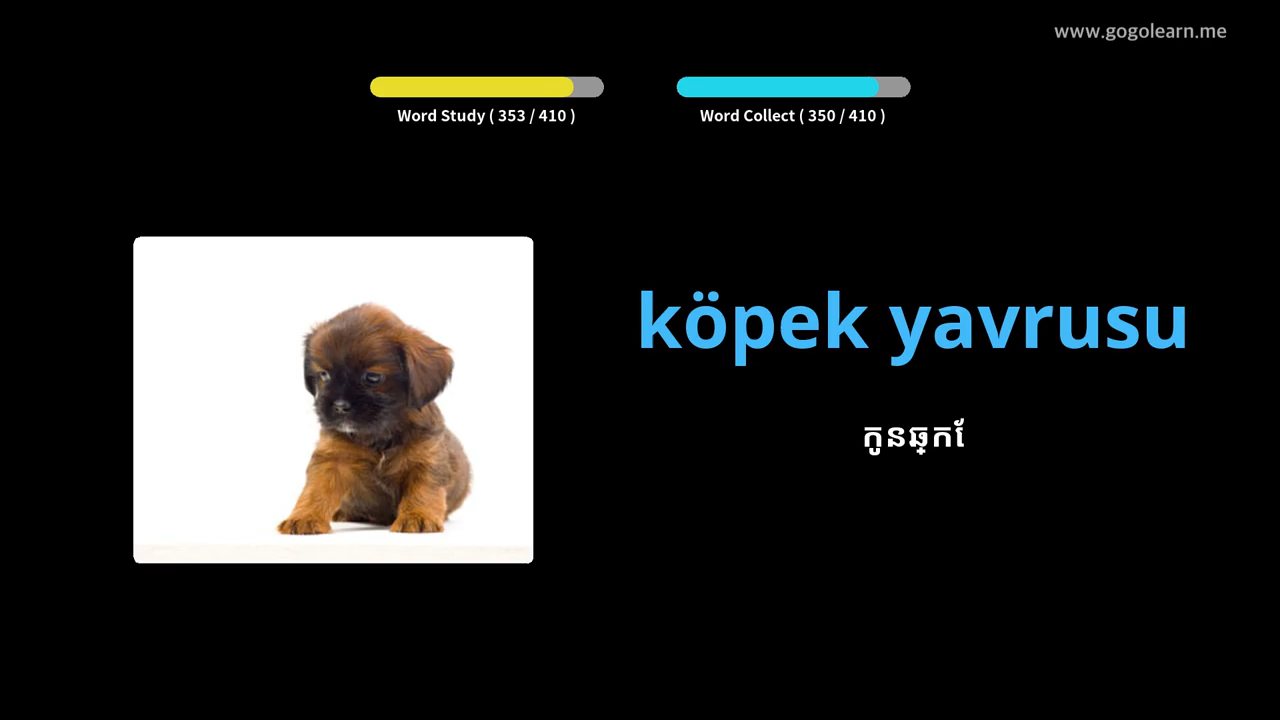 www.gogolearn.me
Word Study ( 353 / 410 )
Word Collect ( 350 / 410 )
köpek yavrusu
កូនឆ្កែ